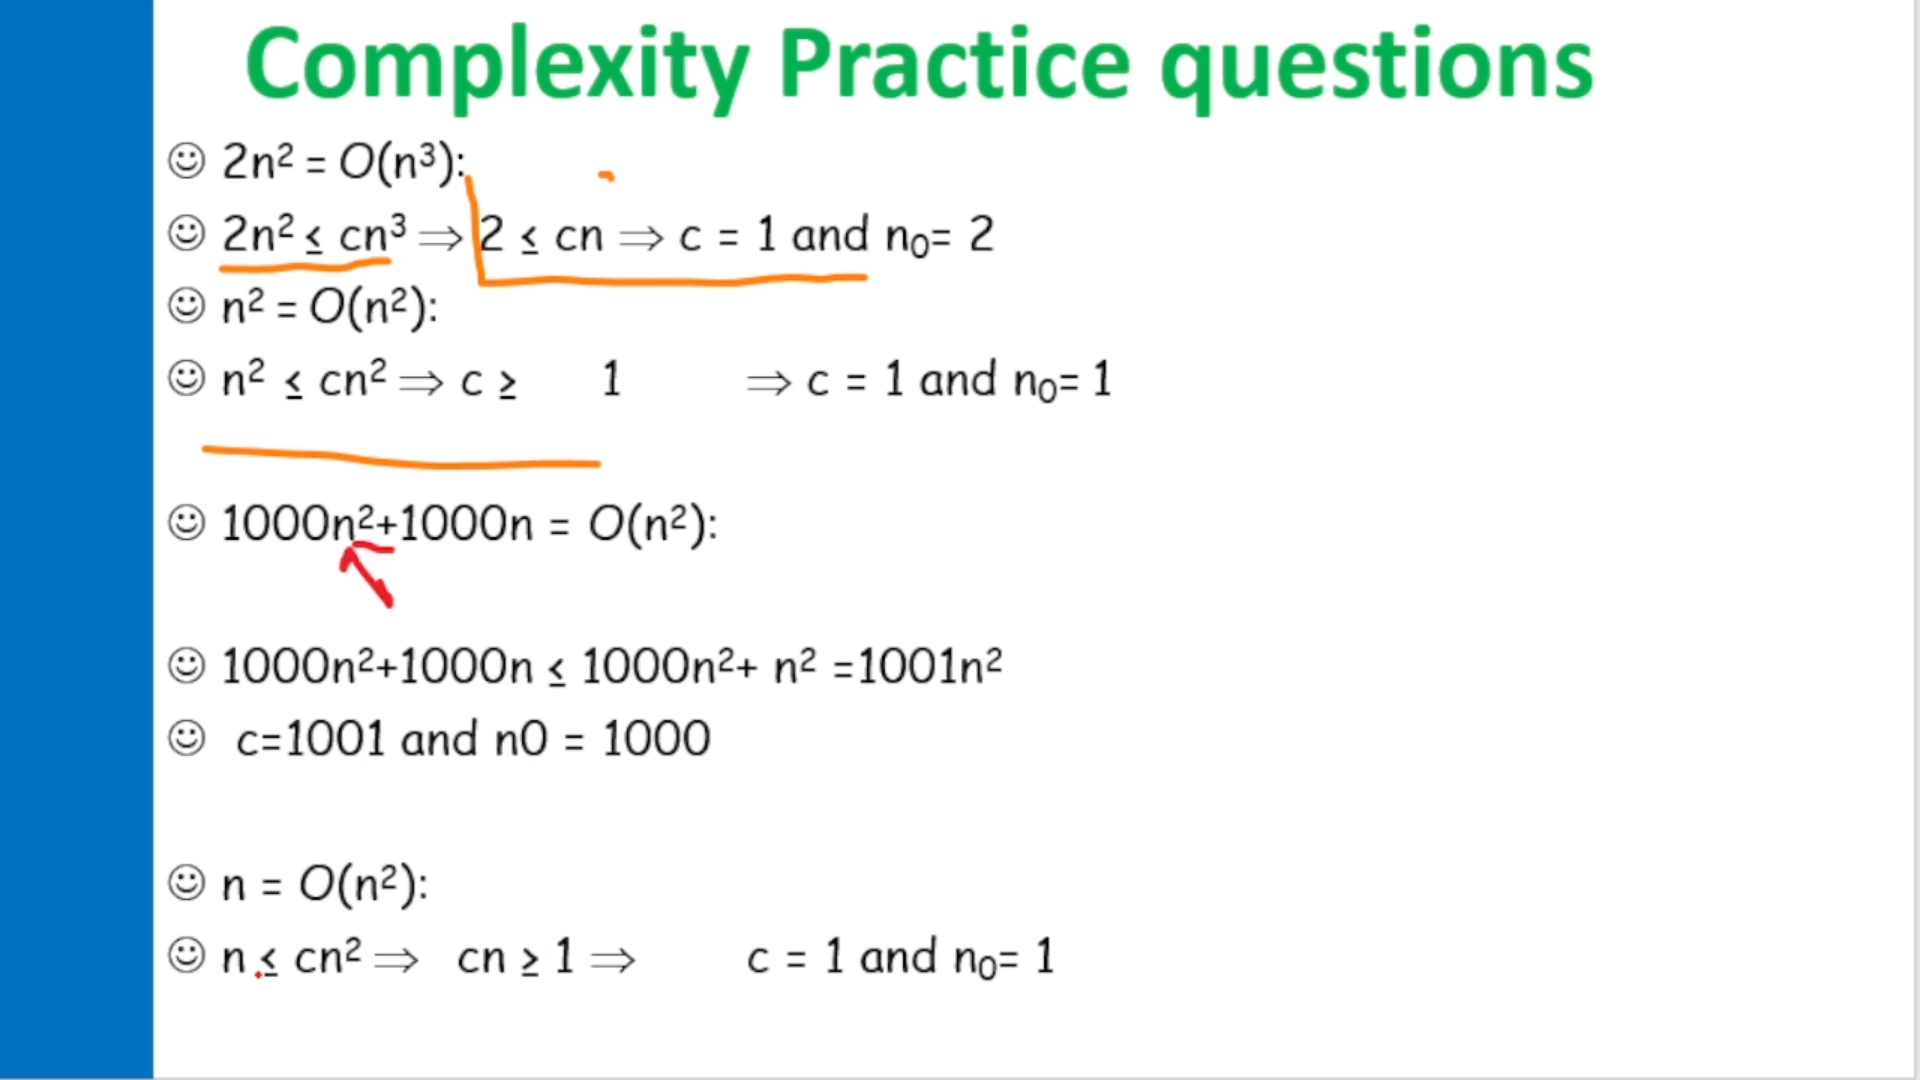 Complexity Practice questions
☺ 2n² = O(n³):
☺ 2n² ≤ cn³ ⇒ 2 ≤ cn ⇒ c = 1 and n₀= 2
☺ n² = O(n²):
☺ n² ≤ cn² ⇒ c ≥ 1 ⇒ c = 1 and n₀= 1
☺ 1000n²+1000n = O(n²):
☺ 1000n²+1000n ≤ 1000n²+ n² =1001n²
☺ c=1001 and n0 = 1000
☺ n = O(n²):
☺ n ≤ cn² ⇒ cn ≥ 1 ⇒ c = 1 and n₀= 1